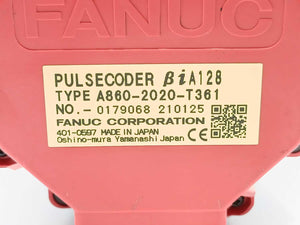 FANUC
PULSECODER βiA128
TYPE A860-2020-T361
NO.- 0179068 210125
FANUC CORPORATION
401-0597 MADE IN JAPAN
Oshino-mura Yamanashi Japan